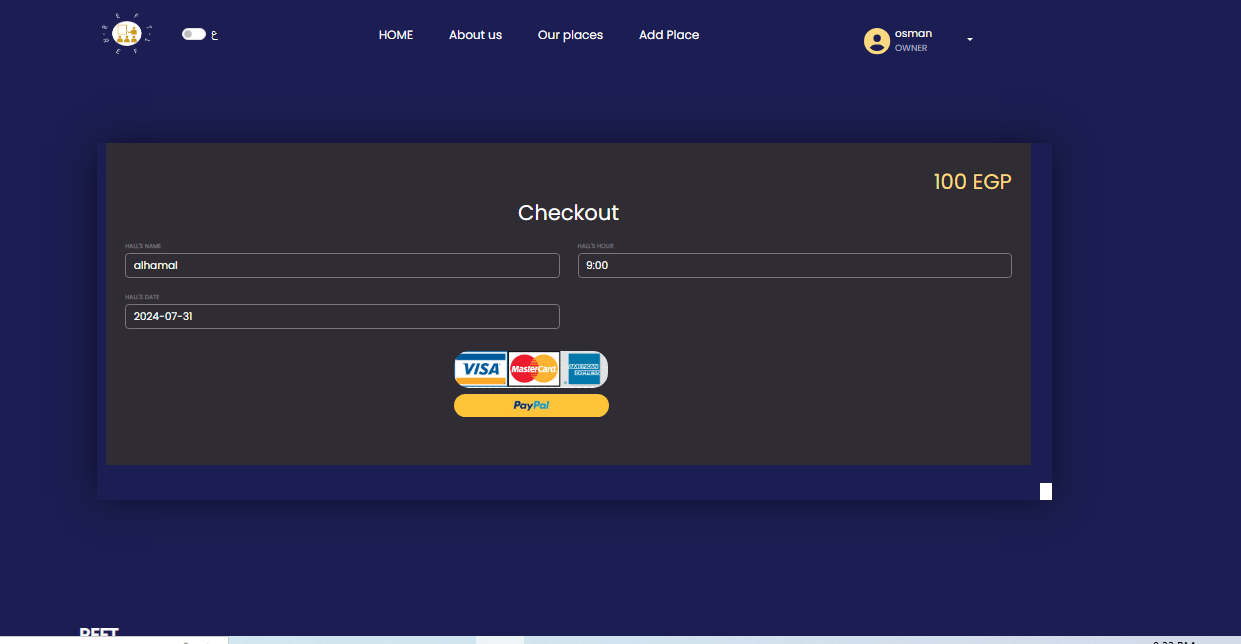 ع
HOME
About us
Our places
Add Place
osman
OWNER
100 EGP
Checkout
HALL'S NAME
HALL'S HOUR
alhamal
9:00
HALL'S DATE
2024-07-31
VISA
MasterCard
AMERICAN
EXPRESS
PayPal